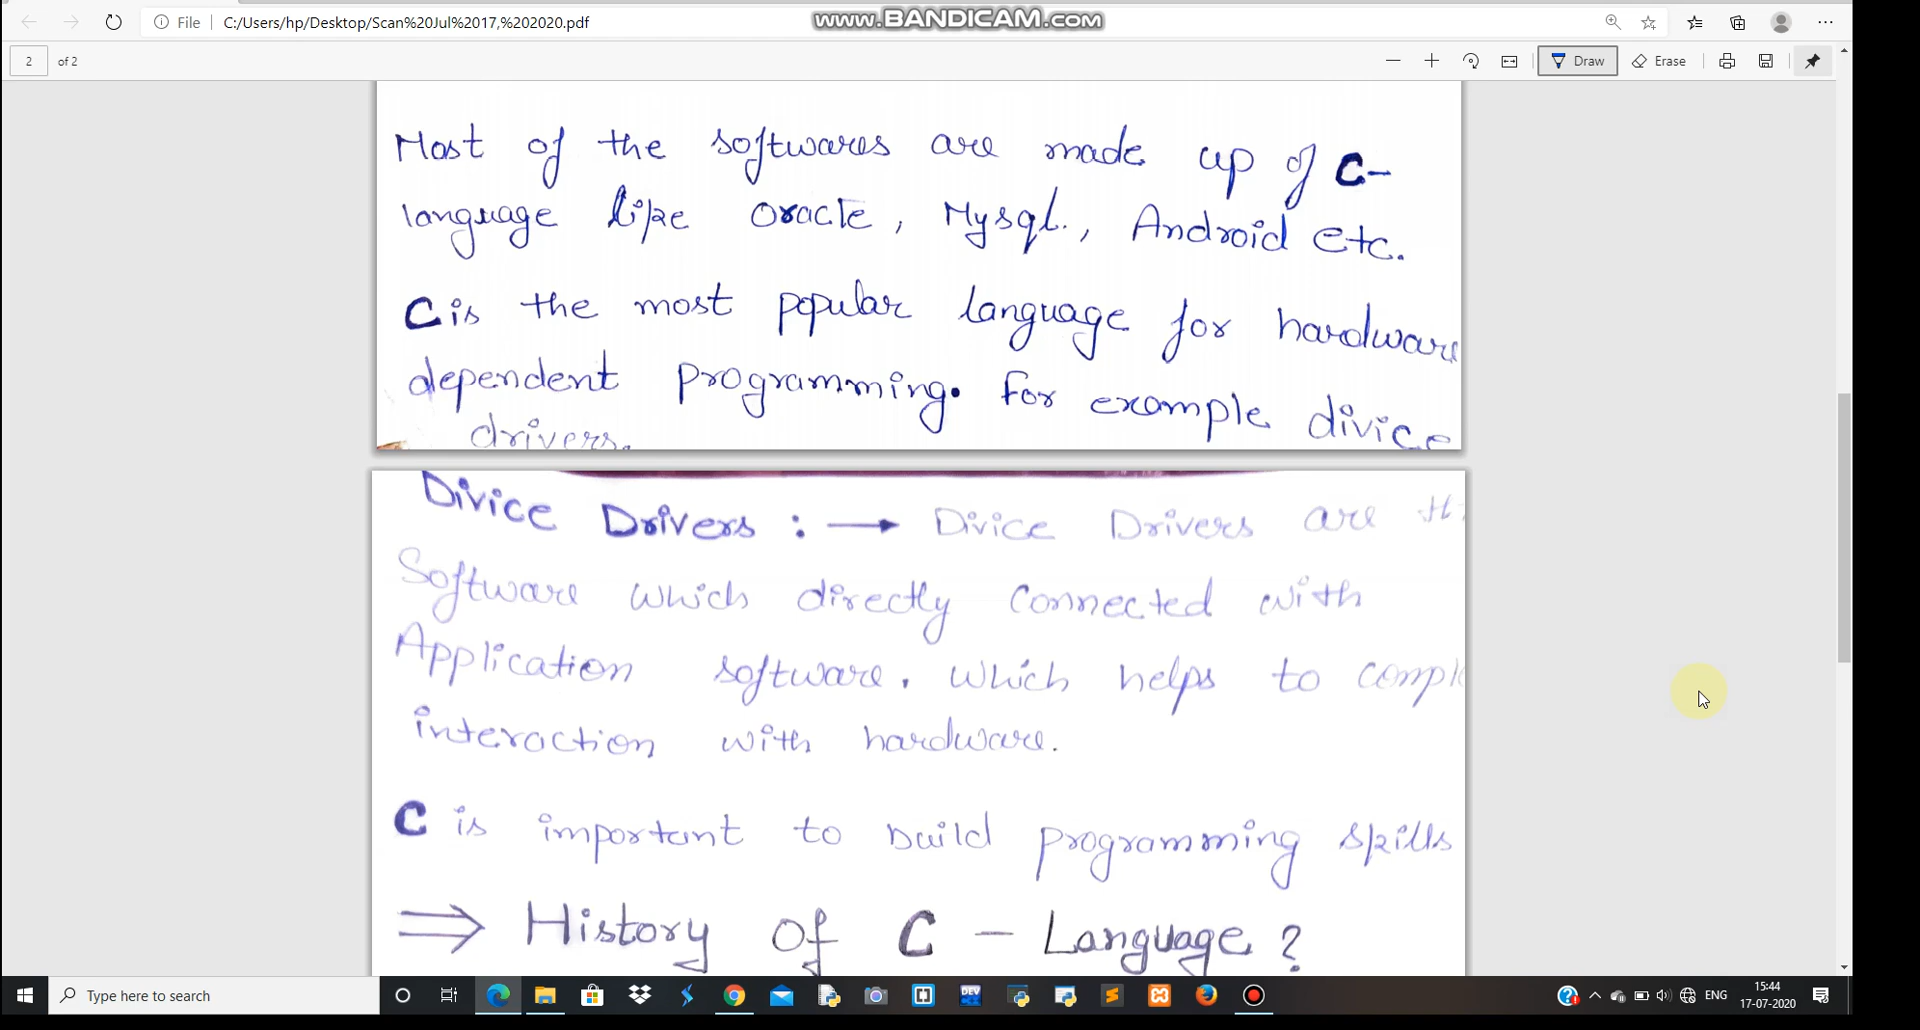 File C:/Users/hp/Desktop/Scan%20Jul%2017,%202020.pdf
www.BANDICAM.com
2 of 2
Draw Erase
Most of the softwares are made up of C-
language like Oracle, Mysql., Android etc.
C is the most popular language for hardware
dependent programming. For example divice
drivers.
Divice Drivers : → Divice Drivers are th
Software which directly connected with
Application software. which helps to comple
interaction with hardware.
C is important to build programming skills
⇒ History Of C - Language ?
Type here to search
DEV
ENG
15:44
17-07-2020